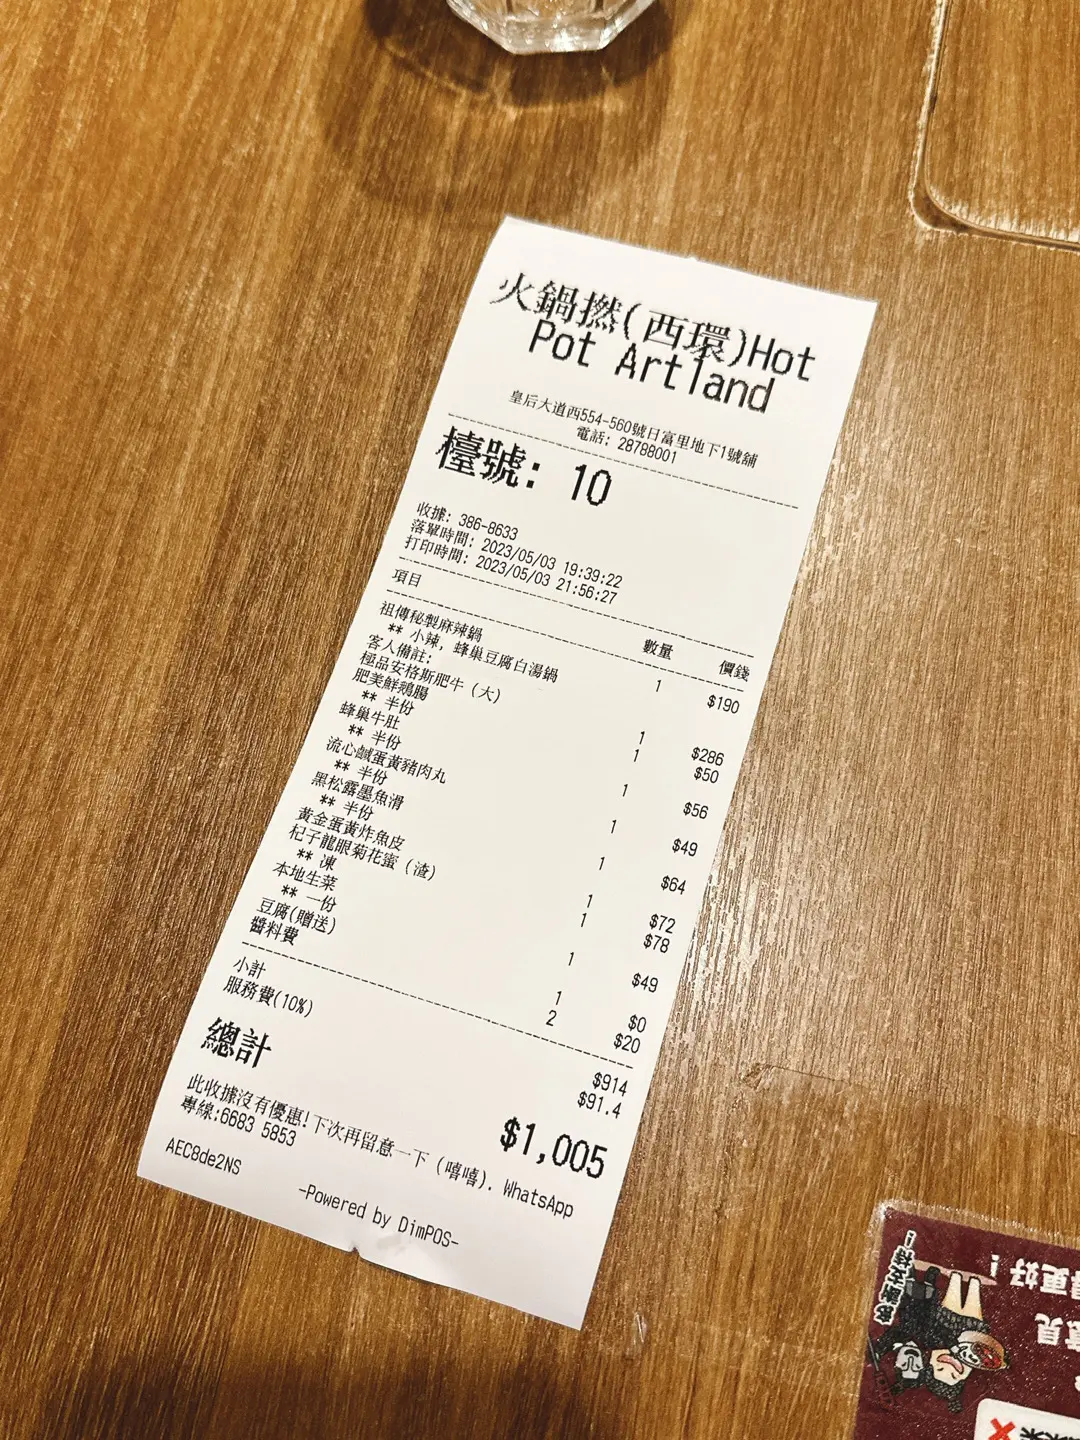 火鍋撚(西環)Hot
Pot Artland
皇后大道西554-560號日富里地下1號舖
電話: 28798001
檯號: 10
收據: 386-8633
落單時間: 2023/05/03 19:39:22
打印時間: 2023/05/03 21:56:27
項目 數量 價錢
祖傳秘製麻辣鍋 1 $190
** 小辣, 蜂巢豆腐白湯鍋
客人備註:
極品安格斯肥牛 (大) 1 $286
肥美鮮鵝腸 1 $50
** 半份
蜂巢牛肚 1 $56
** 半份
流心鹹蛋黃豬肉丸 1 $49
** 半份
黑松露墨魚滑 1 $64
** 半份
黃金蛋黃炸魚皮 1 $72
杞子龍眼菊花蜜 (渣) 1 $78
** 凍
本地生菜 1 $49
** 一份
豆腐(贈送) 1 $0
醬料費 2 $20
小計 $914
服務費(10%) $91.4
總計 $1,005
此收據沒有優惠!下次再留意一下 (嘻嘻). WhatsApp
專線:6683 5853
AEC8de2NS
-Powered by DimPOS-
更好!
意見